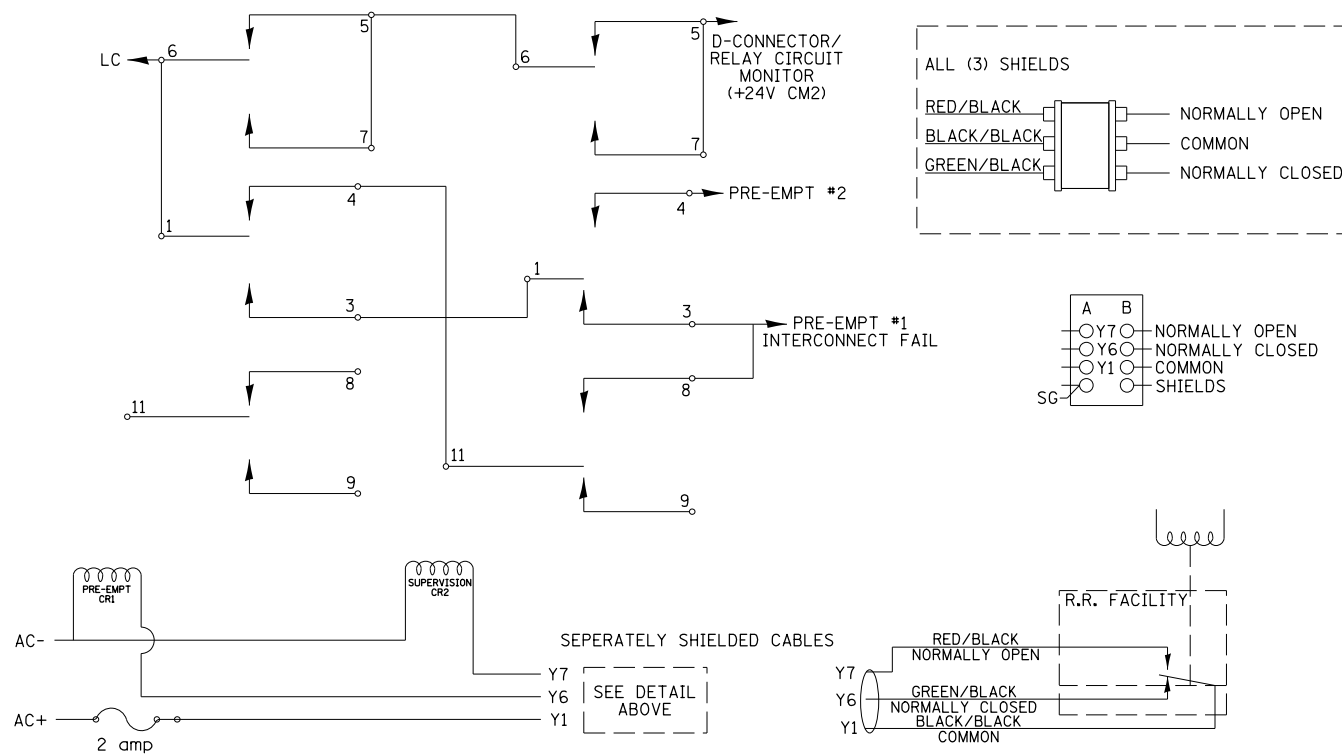 5
5
D-CONNECTOR/
RELAY CIRCUIT
MONITOR
(+24V CM2)
LC
6
6
7
7
ALL (3) SHIELDS
RED/BLACK
NORMALLY OPEN
BLACK/BLACK
COMMON
GREEN/BLACK
NORMALLY CLOSED
4
4
PRE-EMPT #2
1
1
3
3
PRE-EMPT #1
INTERCONNECT FAIL
8
8
11
11
9
9
A B
Y7 NORMALLY OPEN
Y6 NORMALLY CLOSED
Y1 COMMON
SG SHIELDS
PRE-EMPT
CR1
SUPERVISION
CR2
AC-
AC+
2 amp
SEPERATELY SHIELDED CABLES
Y7
Y6
Y1
SEE DETAIL
ABOVE
R.R. FACILITY
Y7
RED/BLACK
NORMALLY OPEN
Y6
GREEN/BLACK
NORMALLY CLOSED
Y1
BLACK/BLACK
COMMON